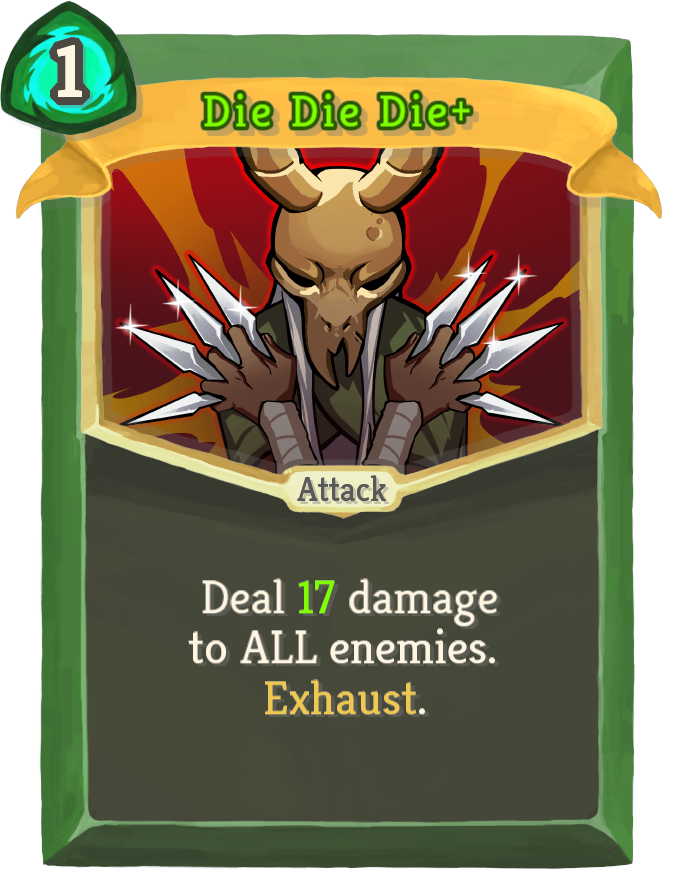 1
Die Die Die+
Attack
Deal 17 damage
to ALL enemies.
Exhaust.